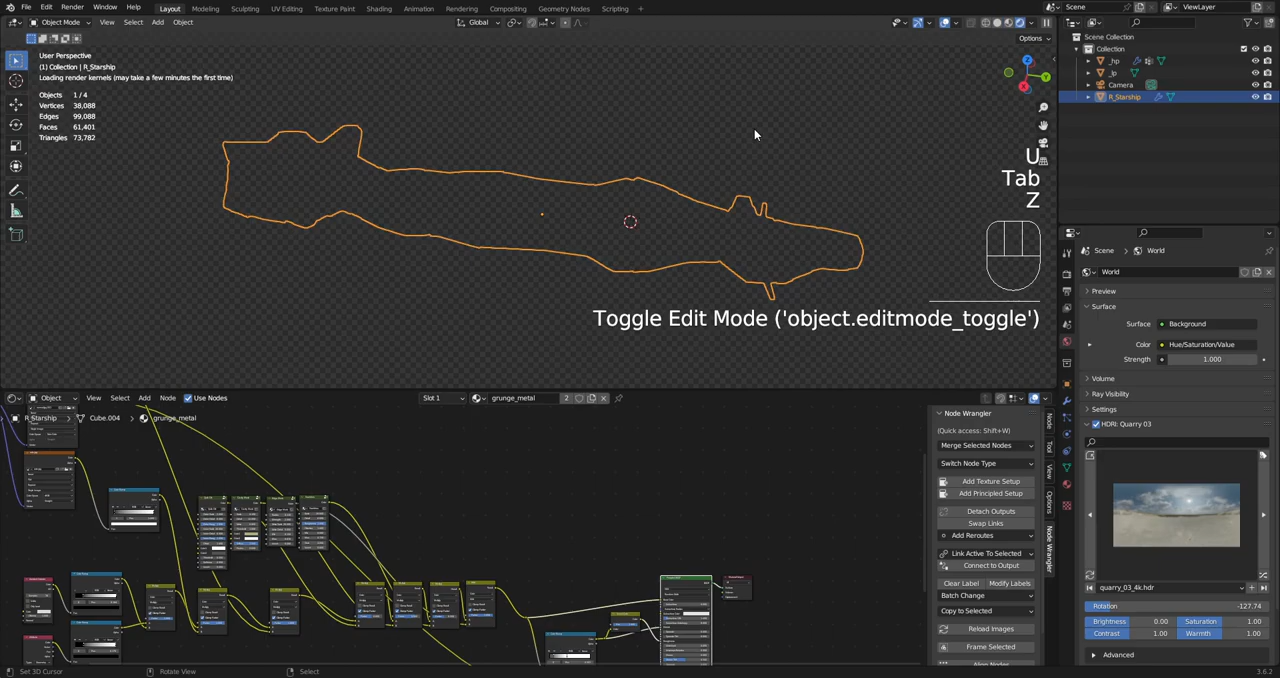 File Edit Render Window Help Layout Modeling Sculpting UV Editing Texture Paint Shading Animation Rendering Compositing Geometry Nodes Scripting + Scene ViewLayer
Object Mode View Select Add Object Global
Options
User Perspective
(1) Collection | R_Starship
Loading render kernels (may take a few minutes the first time)
Objects 1 / 4
Vertices 38,088
Edges 99,088
Faces 61,401
Triangles 73,782
Z
Y
X
U
Tab
Z
Toggle Edit Mode ('object.editmode_toggle')
Scene Collection
Collection
_hp
_lp
Camera
R_Starship
Scene > World
World
Preview
Surface
Surface Background
Color Hue/Saturation/Value
Strength 1.000
Volume
Ray Visibility
Settings
HDRI: Quarry 03
quarry_03_4k.hdr
Rotation -127.74
Brightness 0.00 Saturation 1.00
Contrast 1.00 Warmth 1.00
Advanced
Object View Select Add Node Use Nodes Slot 1 grunge_metal 2
R_Starship > Cube.004 > grunge_metal
Node Wrangler
(Quick access: Shift+W)
Merge Selected Nodes
Switch Node Type
Add Texture Setup
Add Principled Setup
Detach Outputs
Swap Links
Add Reroutes
Link Active To Selected
Connect to Output
Clear Label Modify Labels
Batch Change
Copy to Selected
Reload Images
Frame Selected
Align Nodes
Node
Tool
View
Options
Node Wrangler
Set 3D Cursor Rotate View Select 3.6.2